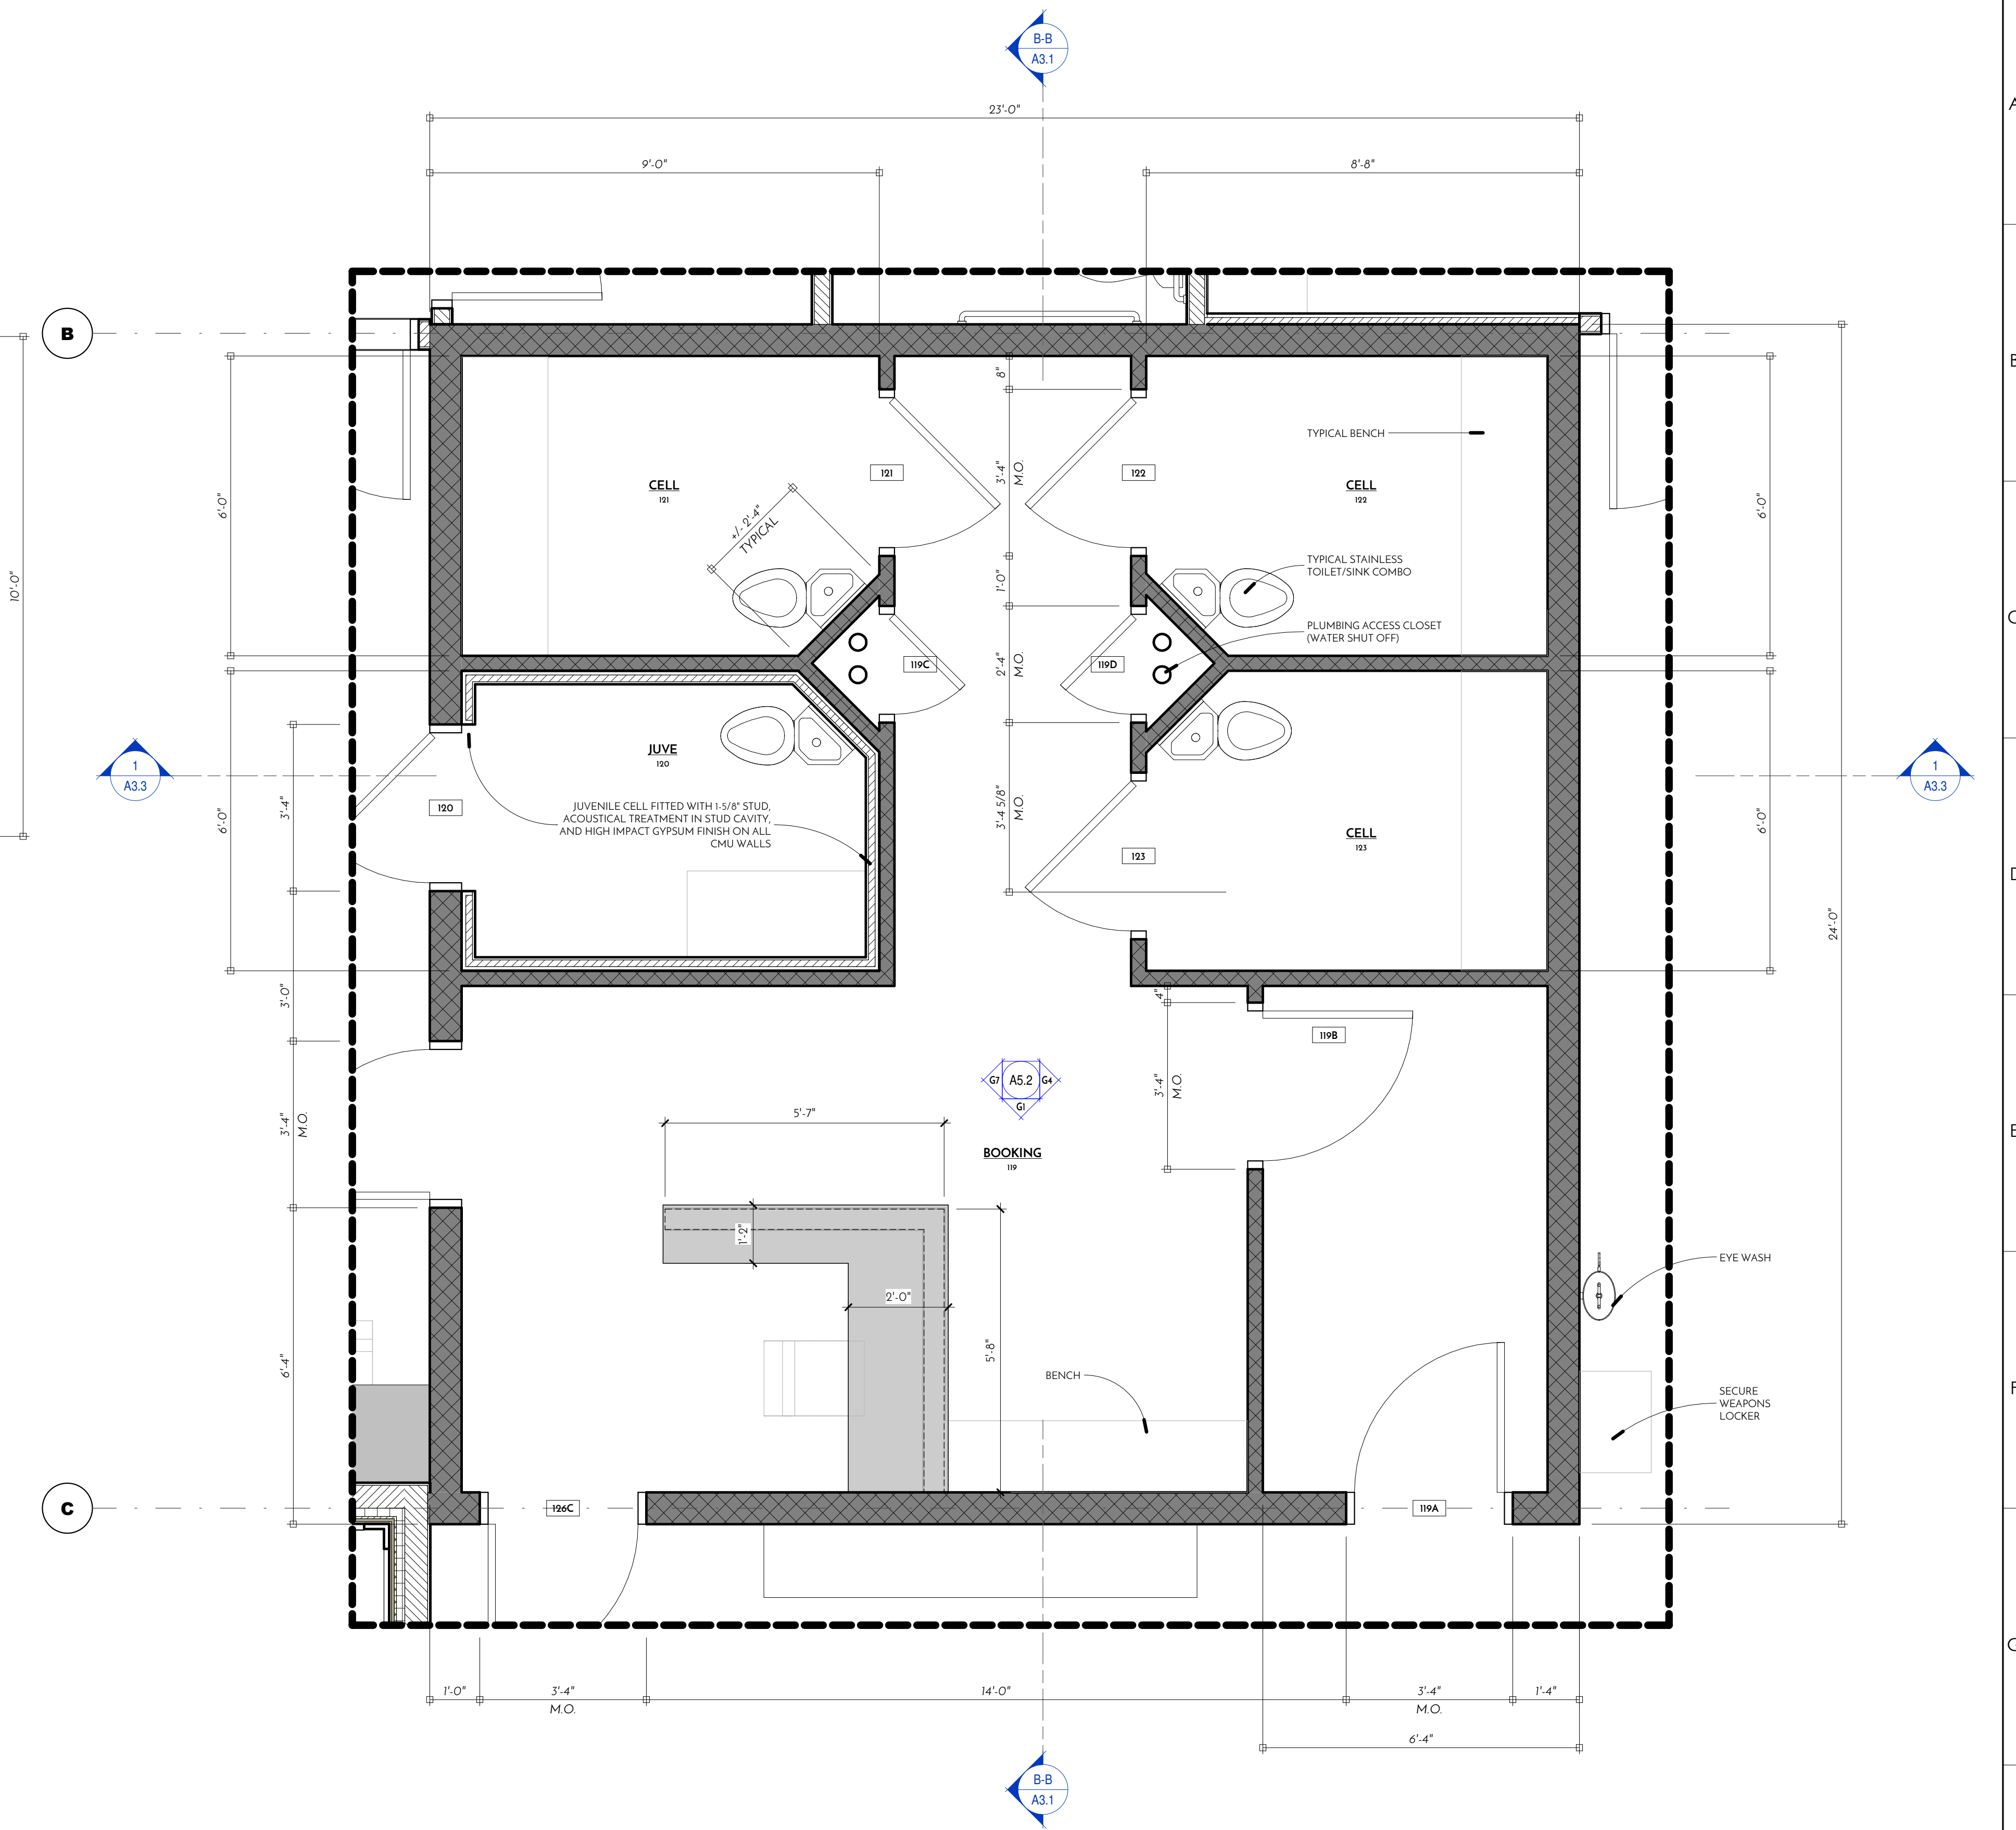 B-B
A3.1
A
23'-0"
9'-0"
8'-8"
B
B
8"
TYPICAL BENCH
3'-4"
M.O.
121
122
CELL
121
CELL
122
6'-0"
6'-0"
+/- 2'-4"
TYPICAL
10'-0"
1'-0"
TYPICAL STAINLESS
TOILET/SINK COMBO
PLUMBING ACCESS CLOSET
(WATER SHUT OFF)
C
2'-4"
M.O.
119C
119D
JUVE
120
1
A3.3
1
A3.3
3'-4"
120
6'-0"
JUVENILE CELL FITTED WITH 1-5/8" STUD,
ACOUSTICAL TREATMENT IN STUD CAVITY,
AND HIGH IMPACT GYPSUM FINISH ON ALL
CMU WALLS
3'-4 5/8"
M.O.
123
CELL
123
6'-0"
D
24'-0"
3'-0"
4"
119B
G7
A5.2
G4
G1
3'-4"
M.O.
3'-4"
M.O.
5'-7"
BOOKING
119
E
1'-2"
2'-0"
EYE WASH
6'-4"
5'-8"
BENCH
SECURE
WEAPONS
LOCKER
F
C
126C
119A
G
1'-0"
3'-4"
M.O.
14'-0"
3'-4"
M.O.
1'-4"
6'-4"
B-B
A3.1